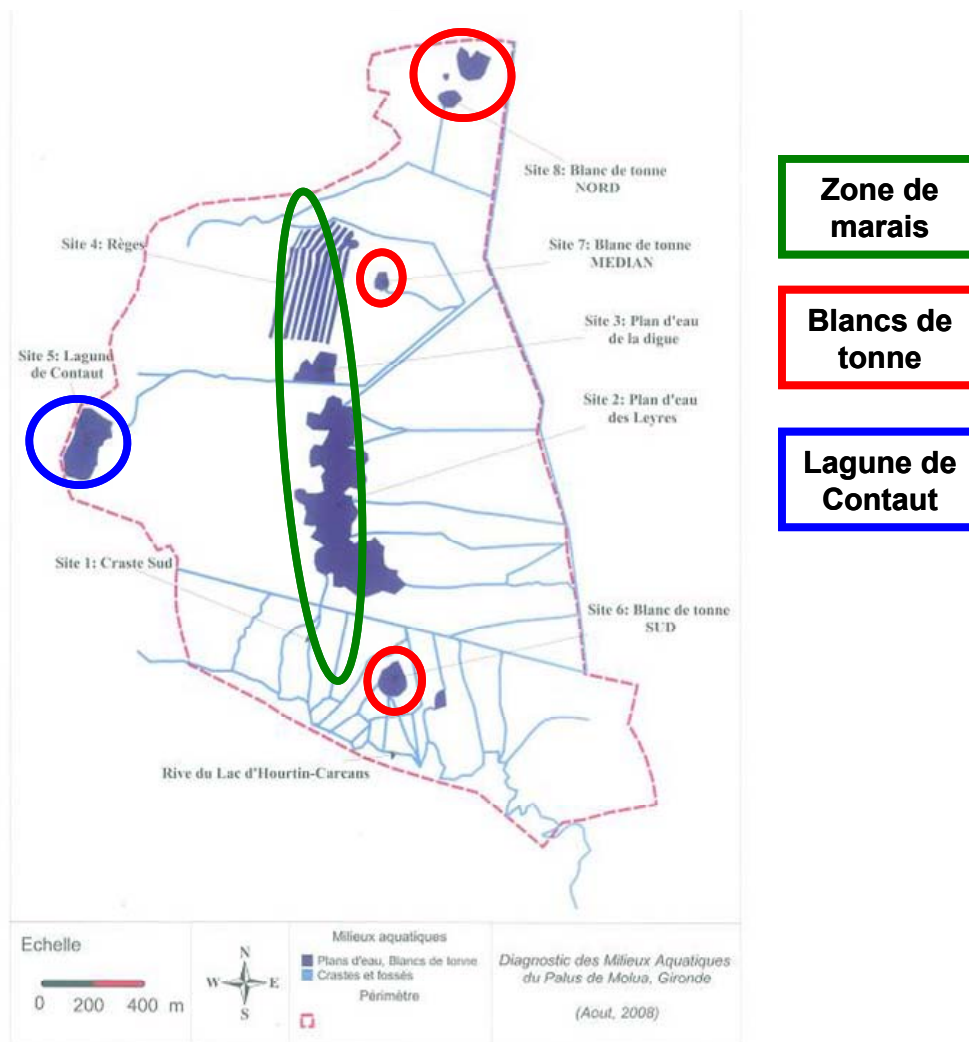 Site 8: Blanc de tonne
NORD
Zone de
marais
Site 4: Règes
Site 7: Blanc de tonne
MEDIAN
Blancs de
tonne
Site 3: Plan d'eau
de la digue
Site 5: Lagune
de Contaut
Site 2: Plan d'eau
des Leyres
Lagune de
Contaut
Site 1: Craste Sud
Site 6: Blanc de tonne
SUD
Rive du Lac d'Hourtin-Carcans
Echelle
0 200 400 m
N
W E
S
Milieux aquatiques
Plans d'eau, Blancs de tonne
Crastes et fossés
Périmètre
Diagnostic des Milieux Aquatiques
du Palus de Molua, Gironde
(Aout, 2008)